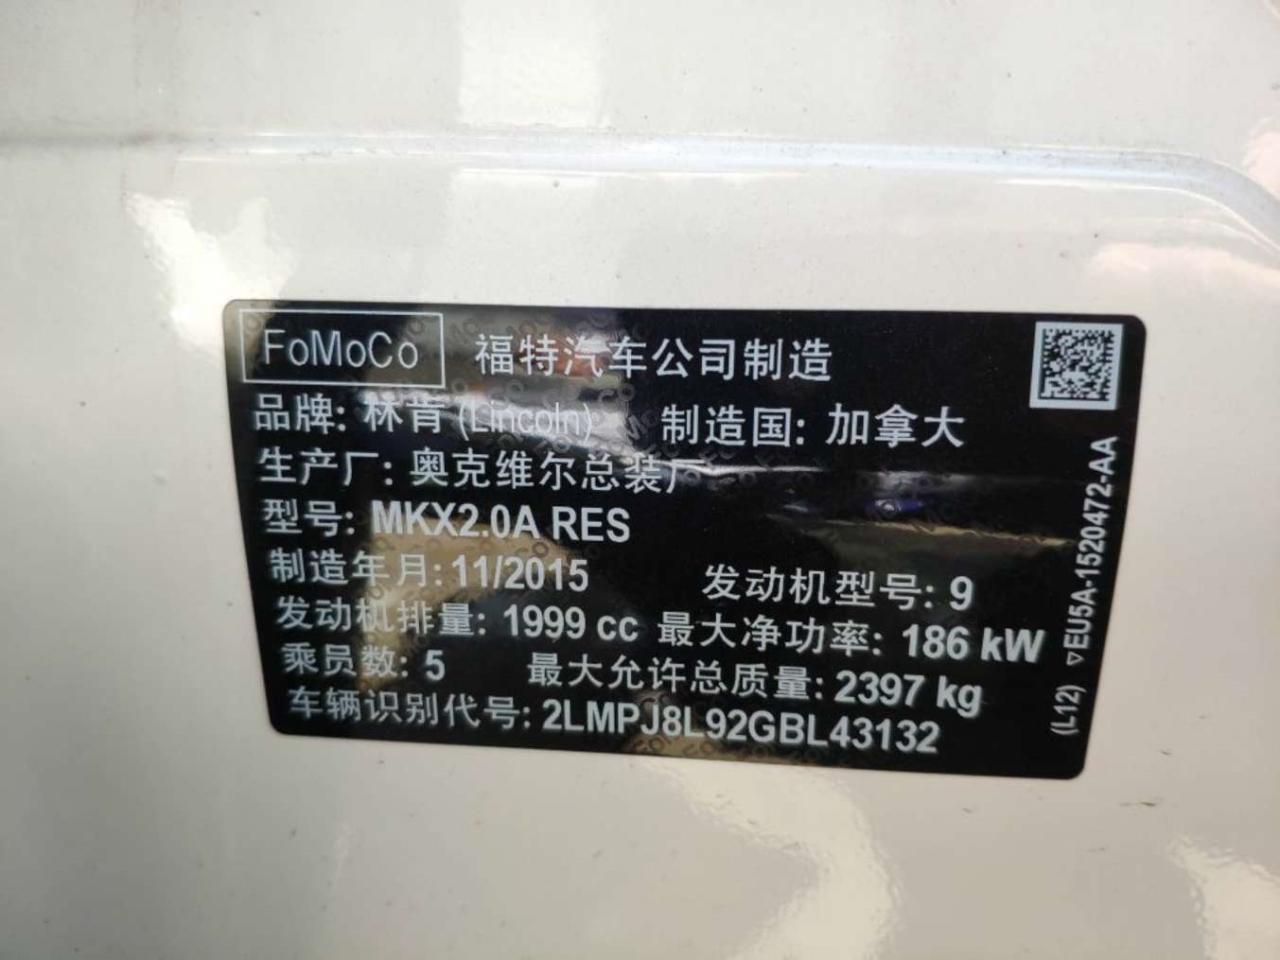 FoMoCo 福特汽车公司制造
品牌: 林肯 (Lincoln) 制造国: 加拿大
生产厂: 奥克维尔总装厂
型号: MKX2.0A RES
制造年月: 11/2015 发动机型号: 9
发动机排量: 1999 cc 最大净功率: 186 kW
乘员数: 5 最大允许总质量: 2397 kg
车辆识别代号: 2LMPJ8L92GBL43132
(L12) ▽EU5A-1520472-AA